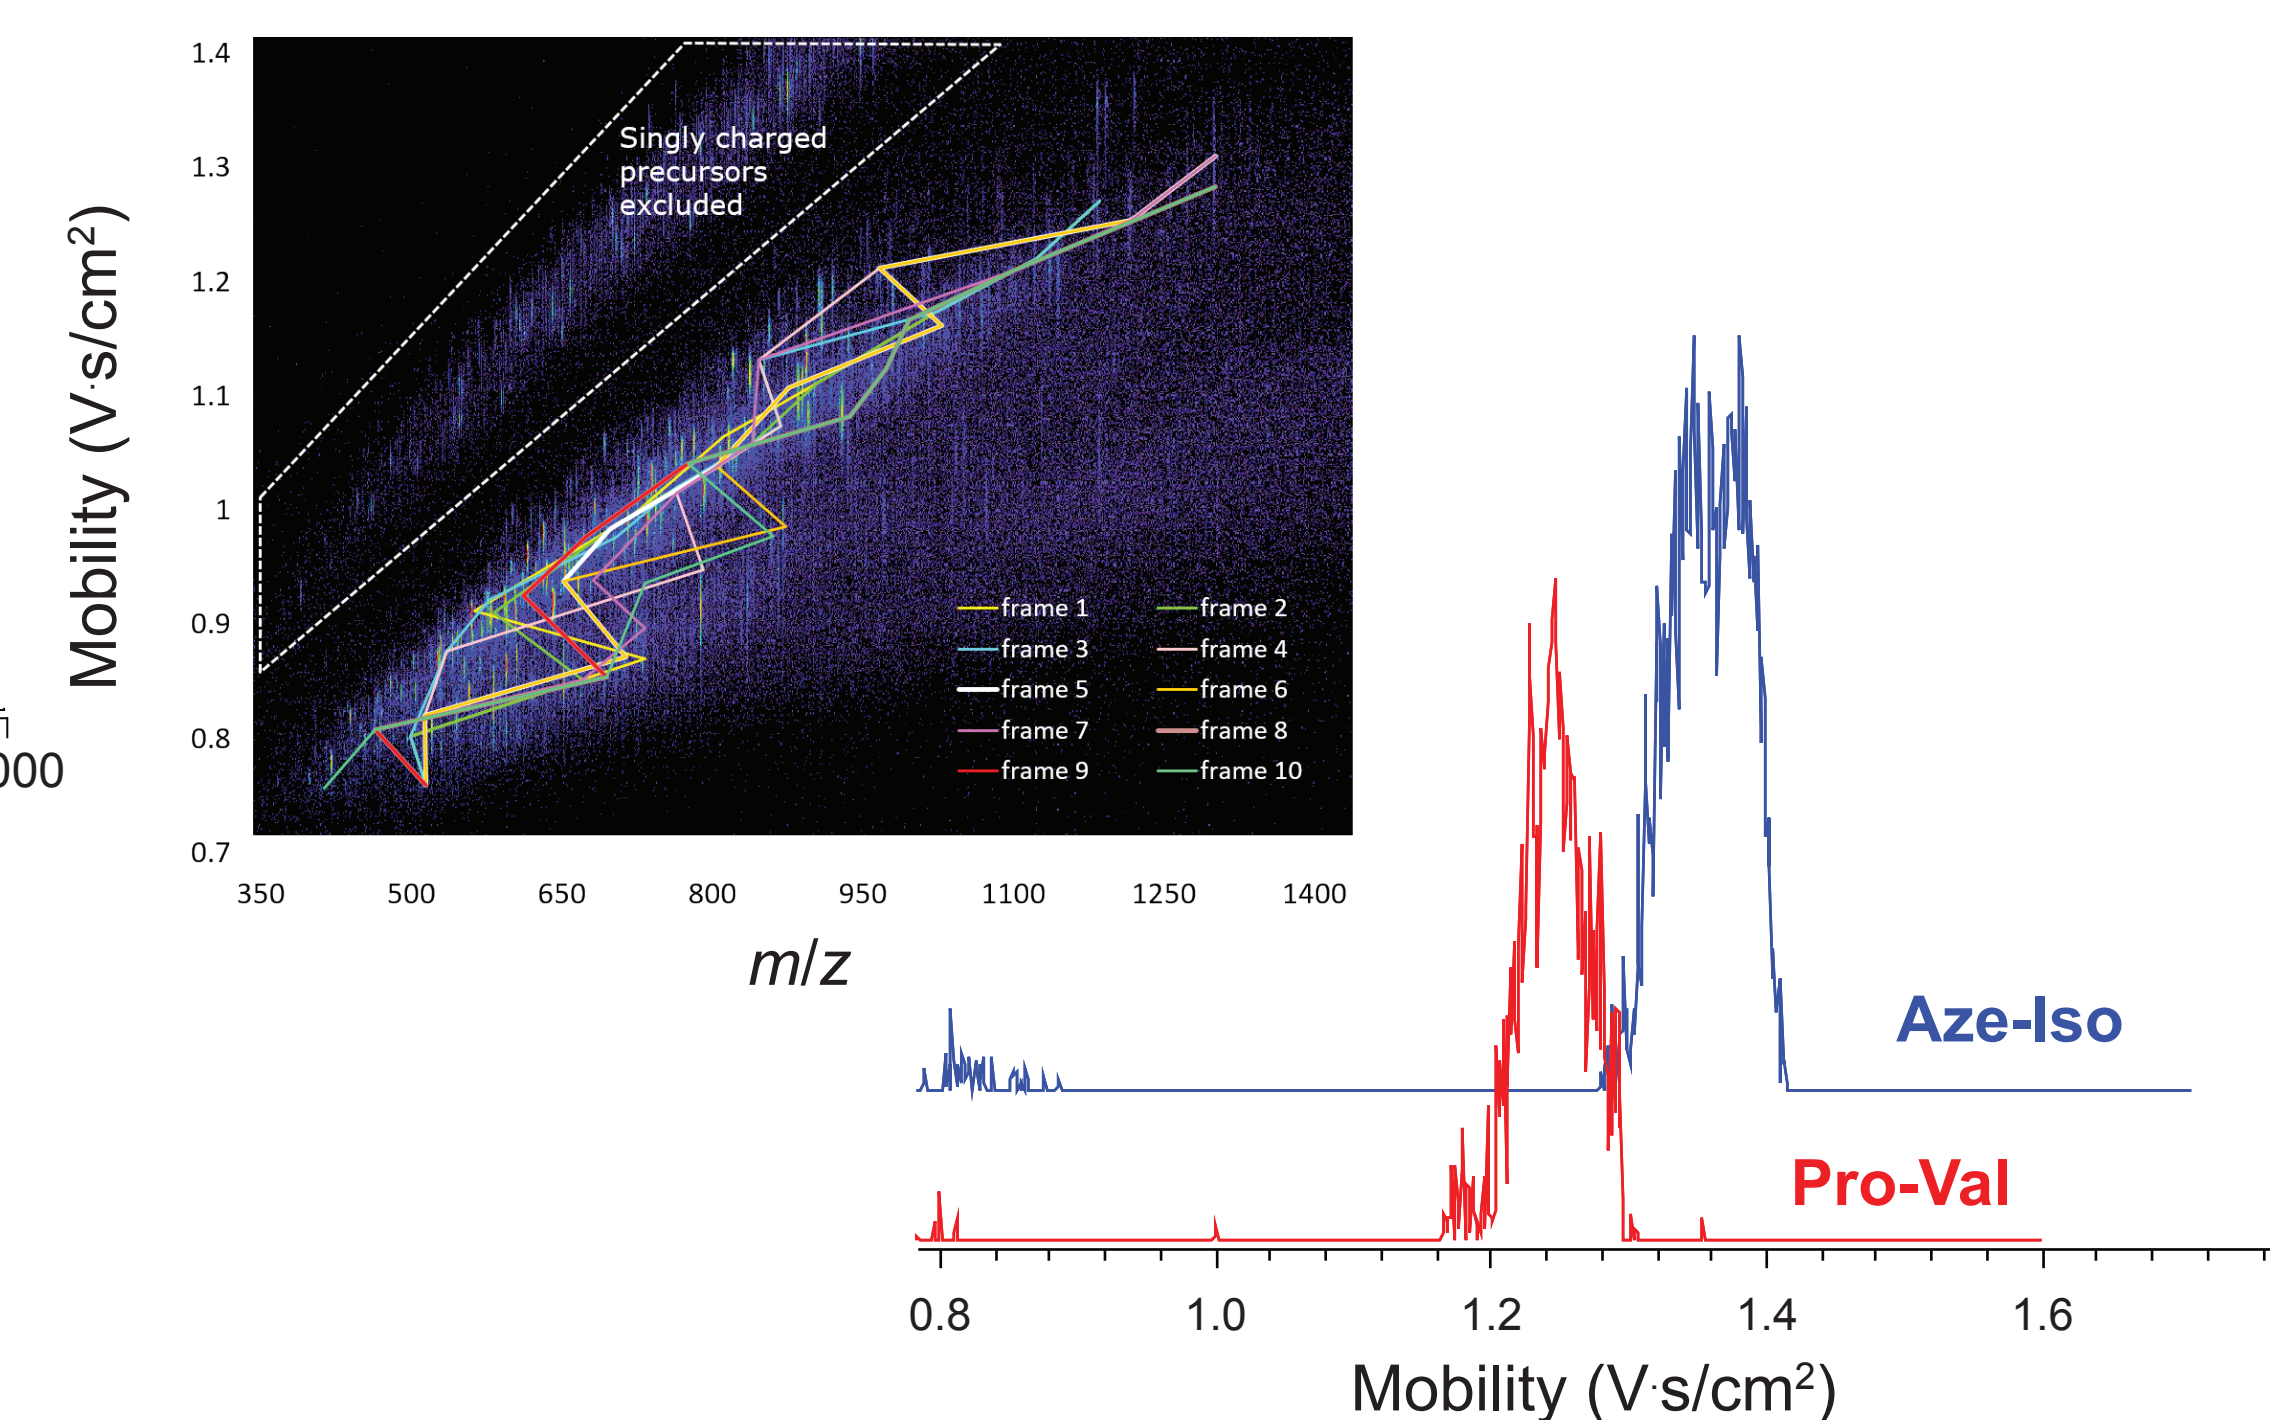 Mobility (V·s/cm²)
1.4
1.3
1.2
1.1
1
0.9
0.8
0.7
Singly charged
precursors
excluded
frame 1 frame 2
frame 3 frame 4
frame 5 frame 6
frame 7 frame 8
frame 9 frame 10
000
350 500 650 800 950 1100 1250 1400
m/z
Aze-Iso
Pro-Val
0.8 1.0 1.2 1.4 1.6
Mobility (V·s/cm²)